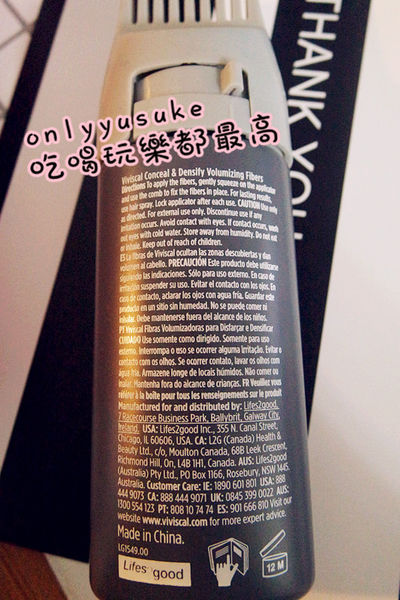 THANK YOU
onlyyusuke
吃喝玩樂都最高
Viviscal Conceal & Densify Volumizing Fibers
Directions To apply the fibers, gently squeeze on the applicator
and use the comb to fix the fibers in place. For lasting results,
use hair spray. Lock applicator after each use. CAUTION Use only
as directed. For external use only. Discontinue use if any
irritation occurs. Avoid contact with eyes. If contact occurs, wash
out eyes with cold water. Store away from humidity. Do not eat
or inhale. Keep out of reach of children.
ES La fibras de Viviscal ocultan las zonas descubiertas y dan
volumen al cabello. PRECAUCIÓN Este producto debe utilizarse
siguiendo las indicaciones. Sólo para uso externo. En caso de
irritación suspender su uso. Evitar el contacto con los ojos. En
caso de contacto, aclarar los ojos con agua fría. Guardar este
producto en un sitio sin humedad. No se puede comer ni
inhalar. Debe mantenerse fuera del alcance de los niños.
PT Viviscal Fibras Volumizadoras para Disfarçar e Densificar
CUIDADO Use somente como dirigido. Somente para uso
externo. Interrompa o uso se ocorrer alguma irritação. Evitar o
contacto com os olhos. Se ocorrer contato, lavar os olhos com
água fria. Armazene longe de locais húmidos. Não comer ou
inalar. Mantenha fora do alcance de crianças. FR Veuillez vous
référer à la boîte pour tous les renseignements sur le produit
Manufactured for and distributed by: Lifes2good,
7 Racecourse Business Park, Ballybrit, Galway City,
Ireland. USA: Lifes2good Inc., 355 N. Canal Street,
Chicago, IL 60606, USA. CA: L2G (Canada) Health &
Beauty Ltd., c/o, Moulton Canada, 68B Leek Crescent,
Richmond Hill, On, L4B 1H1, Canada. AUS: Lifes2good
(Australia) Pty Ltd., PO BOX 1166, Rosebury, NSW 1445.
Australia. Customer Care: IE: 1890 601 801 USA: 888
444 9073 CA: 888 444 9071 UK: 0845 399 0022 AUS:
1300 554 123 PT: 808 10 74 74 ES: 901 666 810 Visit our
website www.viviscal.com for more expert advice.
Made in China.
LG1549.00
Lifes2good
12 M